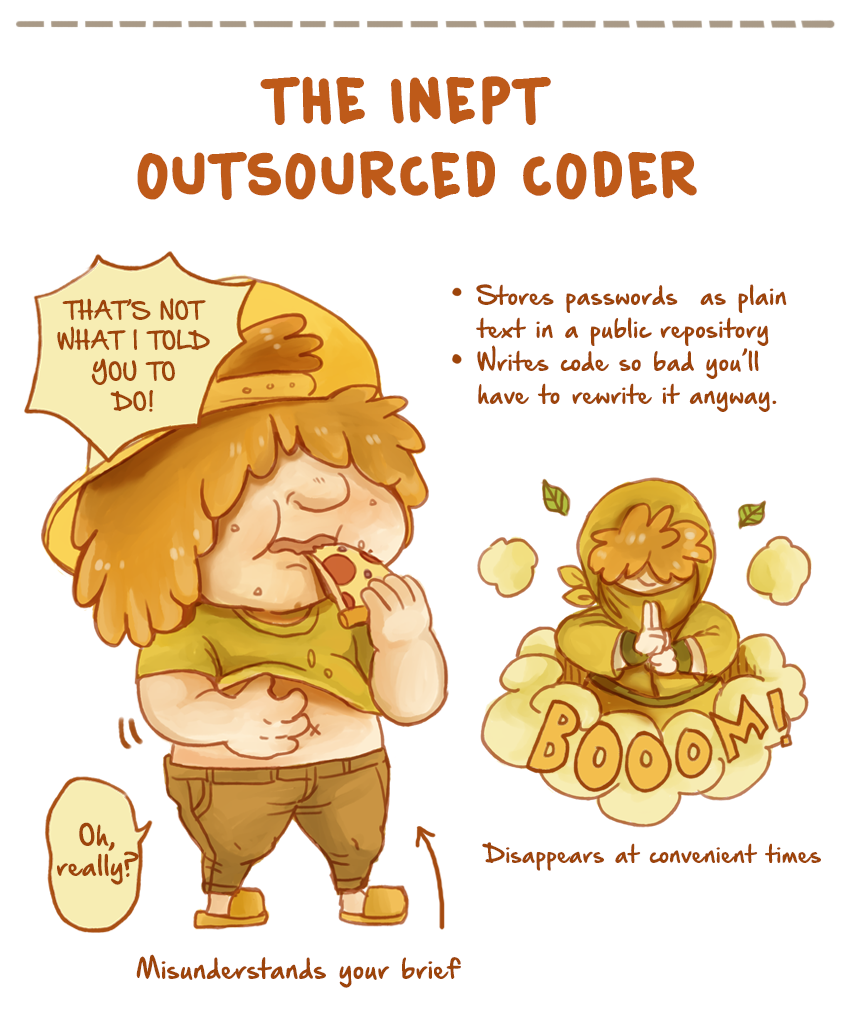 THE INEPT
OUTSOURCED CODER
THAT'S NOT
WHAT I TOLD
YOU TO
DO!
• Stores passwords as plain
text in a public repository
• Writes code so bad you'll
have to rewrite it anyway.
BOOOM!
Disappears at convenient times
Oh,
really?
Misunderstands your brief